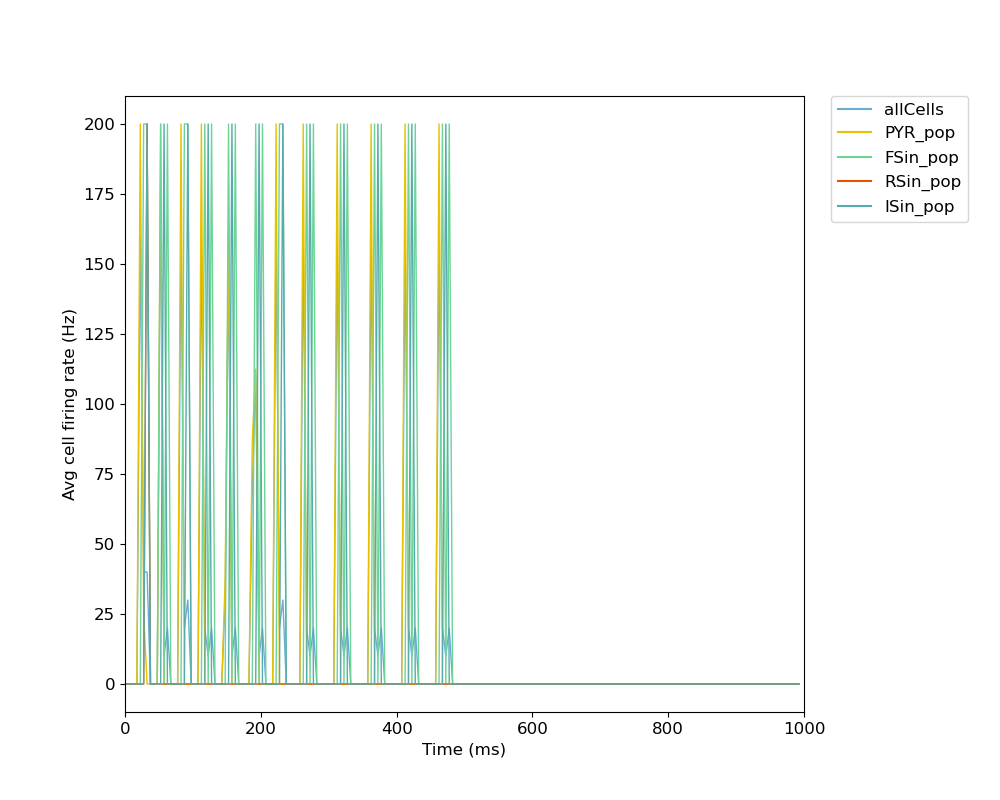 allCells
PYR_pop
FSin_pop
RSin_pop
ISin_pop
200
175
150
125
100
75
50
25
0
Avg cell firing rate (Hz)
0 200 400 600 800 1000
Time (ms)